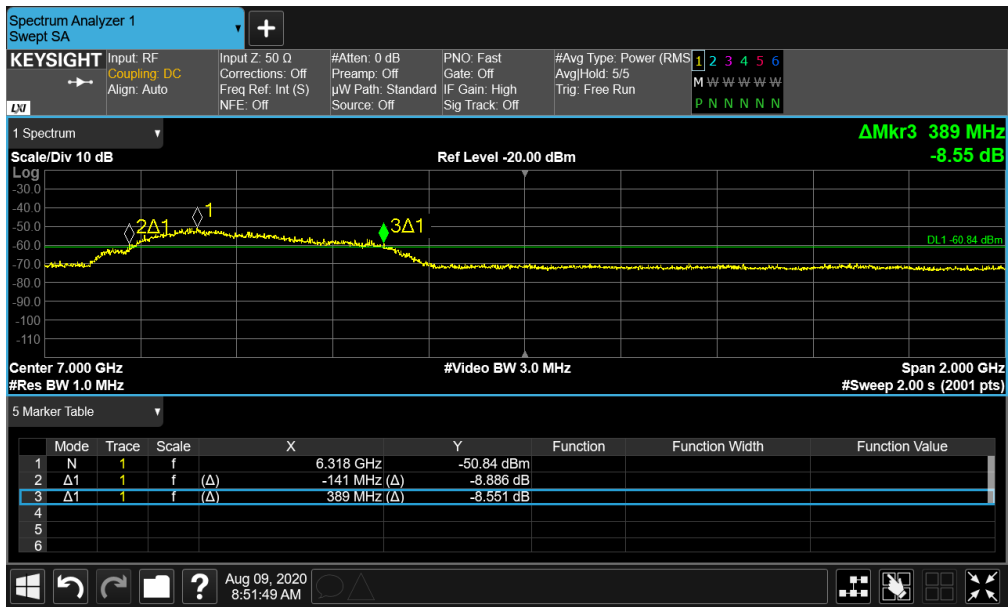 Spectrum Analyzer 1
Swept SA
KEYSIGHT
LXI
Input: RF
Coupling: DC
Align: Auto
Input Z: 50 Ω
Corrections: Off
Freq Ref: Int (S)
NFE: Off
#Atten: 0 dB
Preamp: Off
µW Path: Standard
Source: Off
PNO: Fast
Gate: Off
IF Gain: High
Sig Track: Off
#Avg Type: Power (RMS
Avg|Hold: 5/5
Trig: Free Run
1 2 3 4 5 6
M W W W W W
P N N N N N
1 Spectrum
ΔMkr3 389 MHz
-8.55 dB
Scale/Div 10 dB
Ref Level -20.00 dBm
Log
-30.0
-40.0
-50.0
-60.0
-70.0
-80.0
-90.0
-100
-110
2Δ1
1
3Δ1
DL1 -60.84 dBm
Center 7.000 GHz
#Video BW 3.0 MHz
Span 2.000 GHz
#Res BW 1.0 MHz
#Sweep 2.00 s (2001 pts)
5 Marker Table
Mode Trace Scale X Y Function Function Width Function Value
1 N 1 f 6.318 GHz -50.84 dBm
2 Δ1 1 f (Δ) -141 MHz (Δ) -8.886 dB
3 Δ1 1 f (Δ) 389 MHz (Δ) -8.551 dB
4
5
6
?
Aug 09, 2020
8:51:49 AM